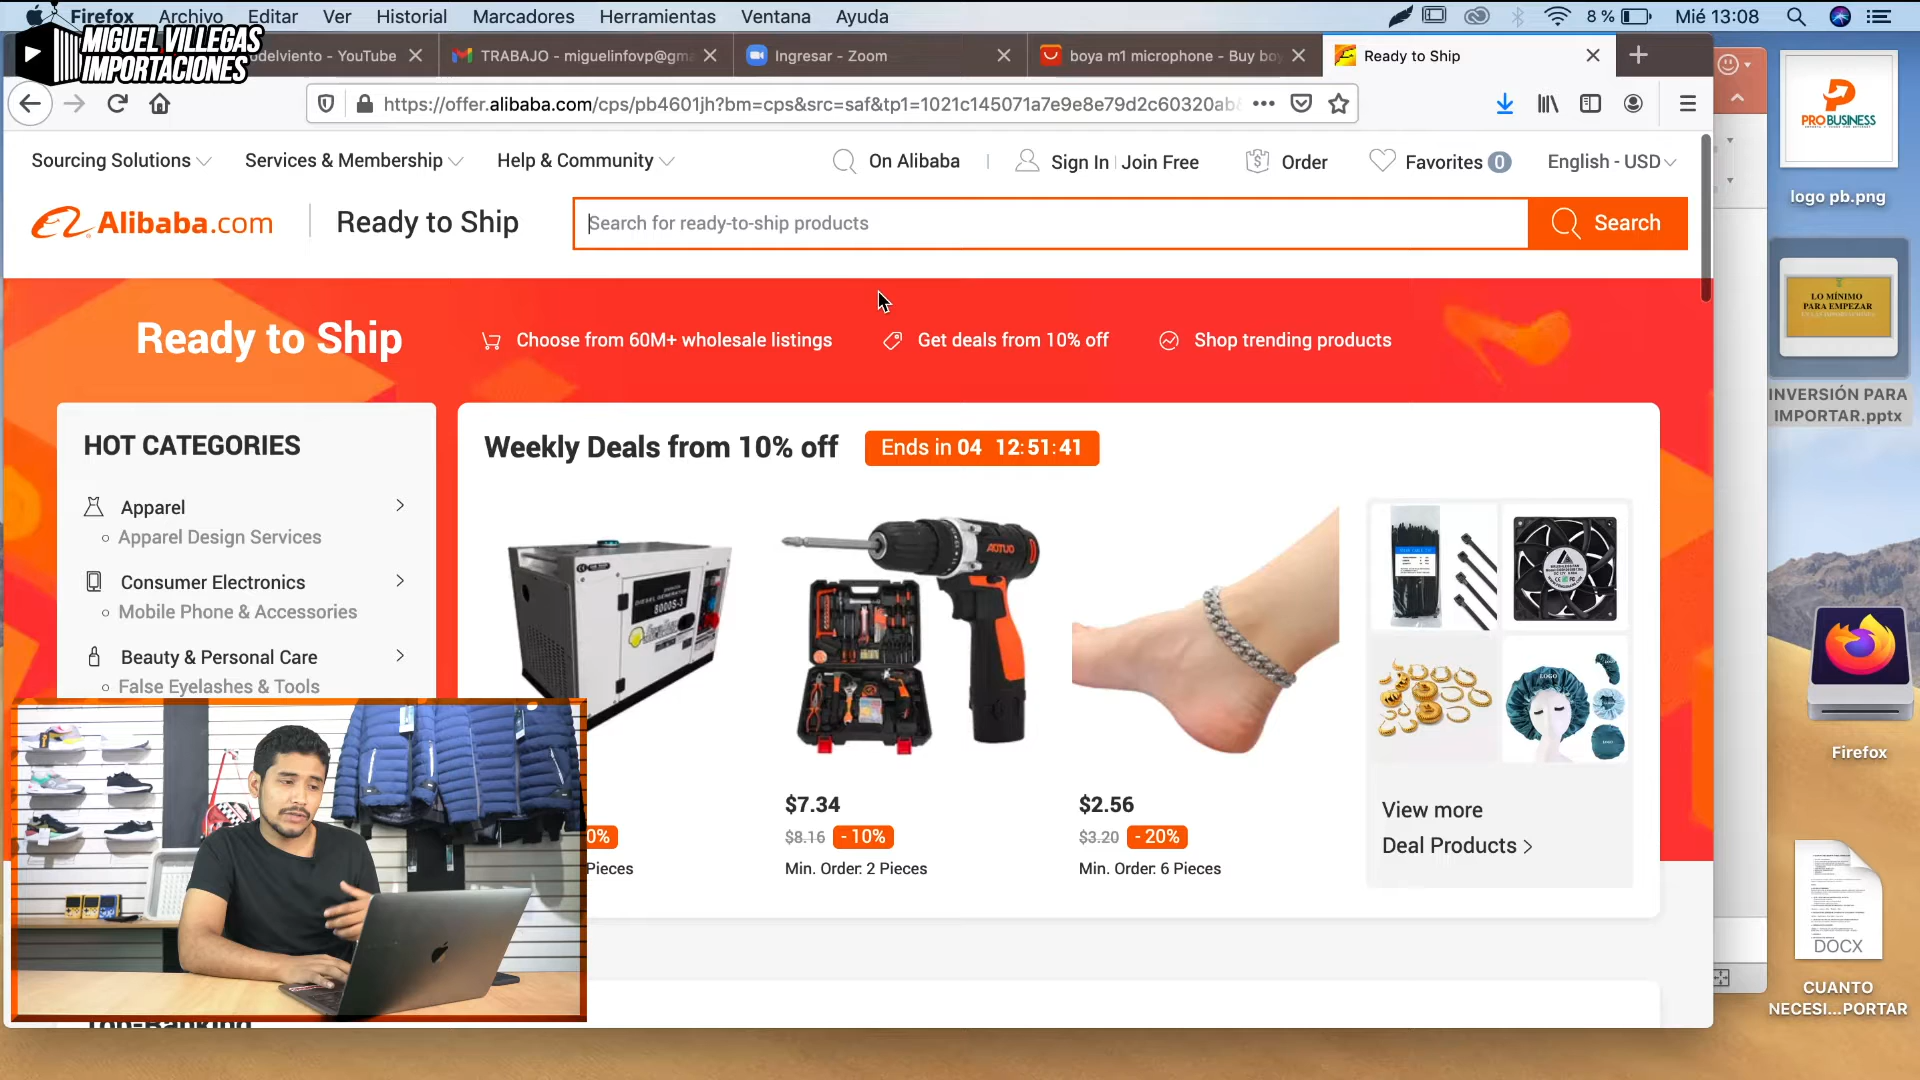 Firefox Archivo Editar Ver Historial Marcadores Herramientas Ventana Ayuda 8 % Mié 13:08
MIGUEL VILLEGAS
IMPORTACIONES
odelviento - YouTube
TRABAJO - miguelinfovp@gm
Ingresar - Zoom
boya m1 microphone - Buy bo
Ready to Ship
https://offer.alibaba.com/cps/pb4601jh?bm=cps&src=saf&tp1=1021c145071a7e9e8e79d2c60320ab
Sourcing Solutions Services & Membership Help & Community On Alibaba Sign In Join Free Order Favorites 0 English - USD
Alibaba.com Ready to Ship Search for ready-to-ship products Search
Ready to Ship Choose from 60M+ wholesale listings Get deals from 10% off Shop trending products
HOT CATEGORIES
Apparel
Apparel Design Services
Consumer Electronics
Mobile Phone & Accessories
Beauty & Personal Care
False Eyelashes & Tools
Weekly Deals from 10% off Ends in 04 12:51:41
8000S-3
AOTUO
LOGO
0%
Pieces
$7.34
$8.16 - 10%
Min. Order: 2 Pieces
$2.56
$3.20 - 20%
Min. Order: 6 Pieces
View more
Deal Products
Top-Ranking
PROBUSINESS
logo pb.png
LO MÍNIMO
PARA EMPEZAR
INVERSIÓN PARA
IMPORTAR.pptx
Firefox
DOCX
CUANTO
NECESI...PORTAR